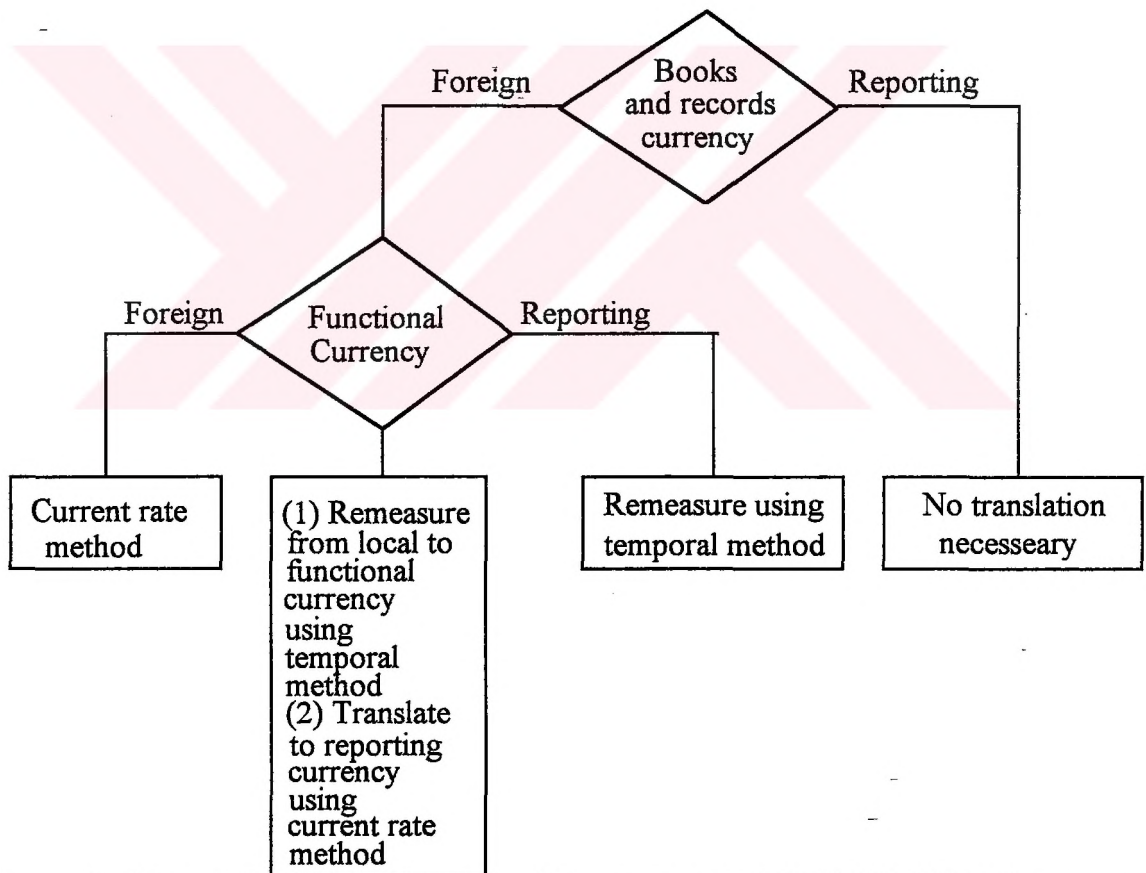 Books
and records
currency
Foreign
Reporting
Functional
Currency
Foreign
Reporting
Current rate
method
(1) Remeasure
from local to
functional
currency
using
temporal
method
(2) Translate
to reporting
currency
using
current rate
method
Remeasure using
temporal method
No translation
necesseary